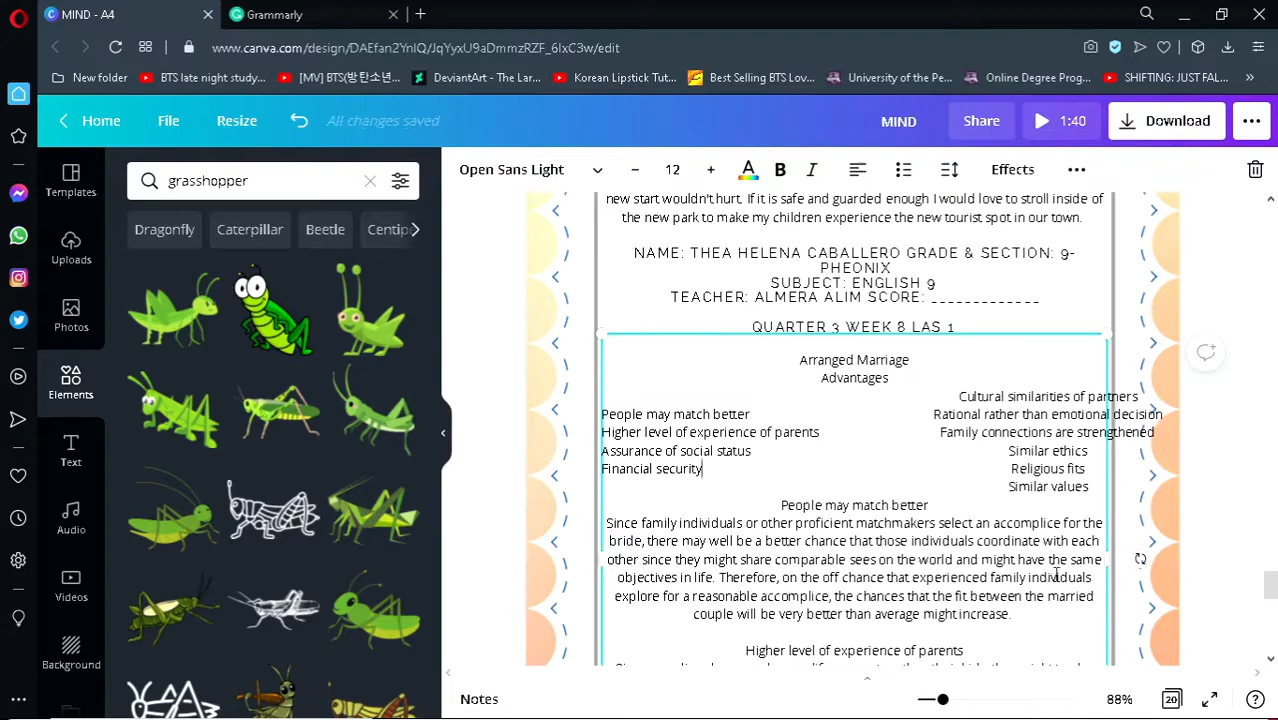 MIND - A4
Grammarly
www.canva.com/design/DAEfan2YnlQ/JqYyxU9aDmmzRZF_6IxC3w/edit
New folder
BTS late night study...
[MV] BTS(방탄소년...
DeviantArt - The Lar...
Korean Lipstick Tut...
Best Selling BTS Lov...
University of the Pe...
Online Degree Prog...
SHIFTING: JUST FAL...
Home
File
Resize
All changes saved
MIND
Share
1:40
Download
Templates
Uploads
Photos
Elements
Text
Audio
Videos
Background
grasshopper
Dragonfly
Caterpillar
Beetle
Centip
Open Sans Light
12
A
B
I
Effects
new start wouldn't hurt. If it is safe and guarded enough I would love to stroll inside of
the new park to make my children experience the new tourist spot in our town.
NAME: THEA HELENA CABALLERO GRADE & SECTION: 9-
PHEONIX
SUBJECT: ENGLISH 9
TEACHER: ALMERA ALIM SCORE: _____________
QUARTER 3 WEEK 8 LAS 1
Arranged Marriage
Advantages
Cultural similarities of partners
People may match better
Rational rather than emotional decision
Higher level of experience of parents
Family connections are strengthened
Assurance of social status
Similar ethics
Financial security
Religious fits
Similar values
People may match better
Since family individuals or other proficient matchmakers select an accomplice for the
bride, there may well be a better chance that those individuals coordinate with each
other since they might share comparable sees on the world and might have the same
objectives in life. Therefore, on the off chance that experienced family individuals
explore for a reasonable accomplice, the chances that the fit between the married
couple will be very better than average might increase.
Higher level of experience of parents
Notes
88%
20